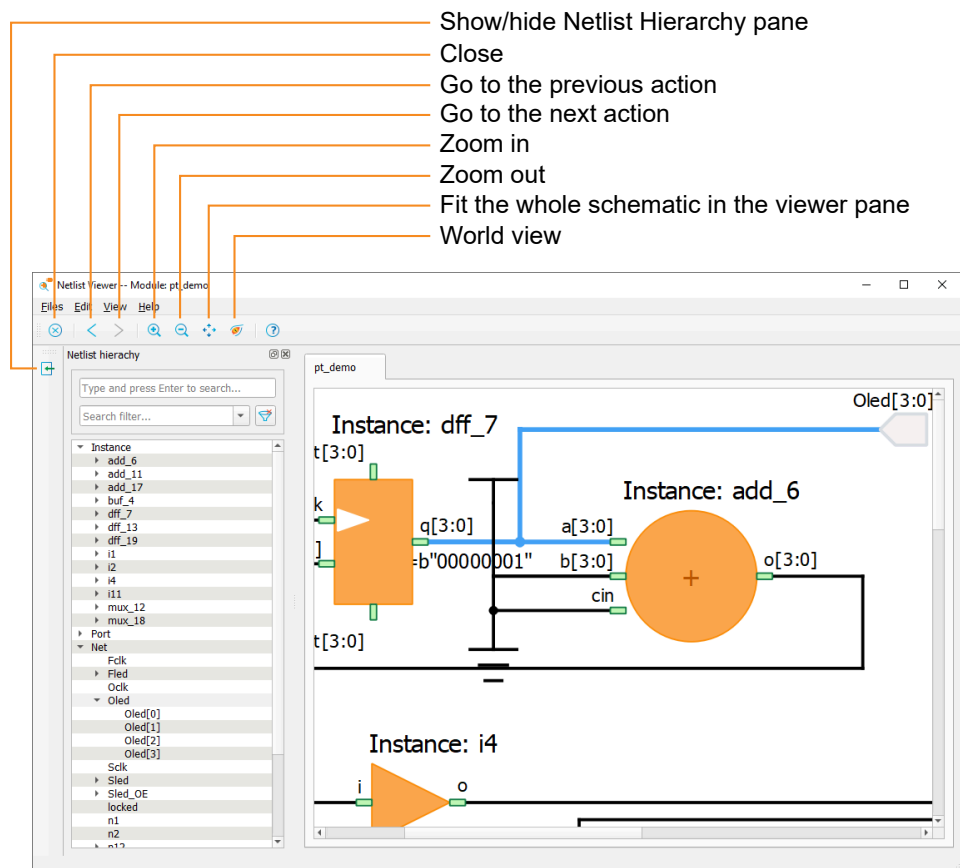 Show/hide Netlist Hierarchy pane
Close
Go to the previous action
Go to the next action
Zoom in
Zoom out
Fit the whole schematic in the viewer pane
World view
Netlist Viewer -- Module: pt_demo
Files Edit View Help
Netlist hierachy
Type and press Enter to search...
Search filter...
Instance
add_6
add_11
add_17
buf_4
dff_7
dff_13
dff_19
i1
i2
i4
i11
mux_12
mux_18
Port
Net
Fclk
Fled
Oclk
Oled
Oled[0]
Oled[1]
Oled[2]
Oled[3]
Sclk
Sled
Sled_OE
locked
n1
n2
n12
pt_demo
Oled[3:0]
Instance: dff_7
t[3:0]
k
]
q[3:0]
=b"00000001"
t[3:0]
Instance: add_6
a[3:0]
b[3:0]
cin
+
o[3:0]
Instance: i4
i
o